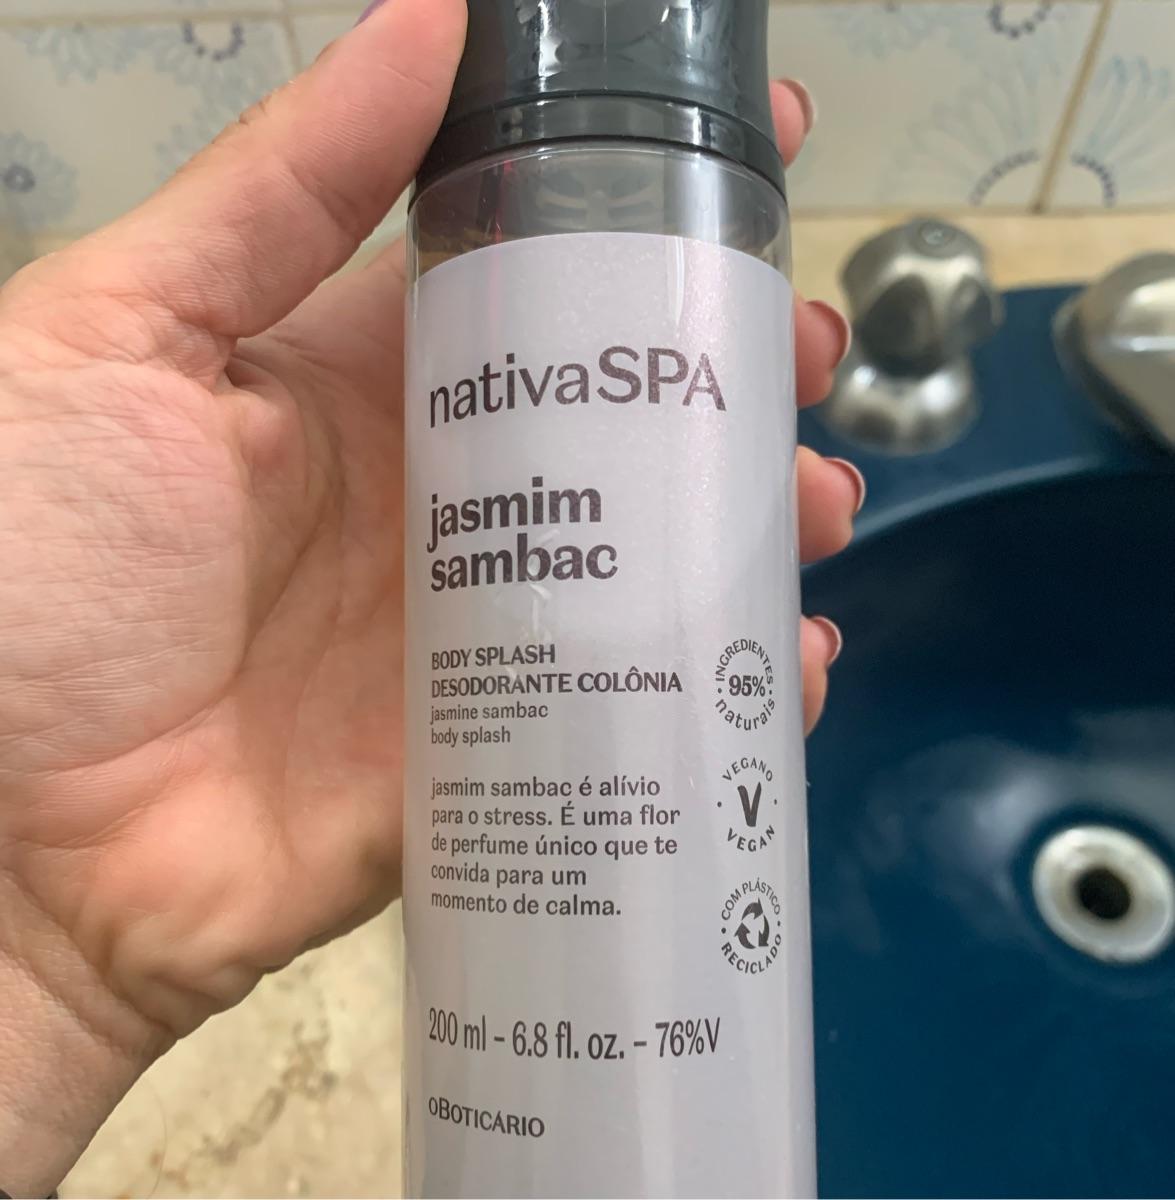 nativaSPA
jasmim
sambac
BODY SPLASH
DESODORANTE COLÔNIA
jasmine sambac
body splash
INGREDIENTES
95%
naturais
VEGANO
V
VEGAN
jasmim sambac é alívio
para o stress. É uma flor
de perfume único que te
convida para um
momento de calma.
COM PLÁSTICO
RECICLADO
200 ml - 6.8 fl. oz. - 76%V
oBOTICÁRIO